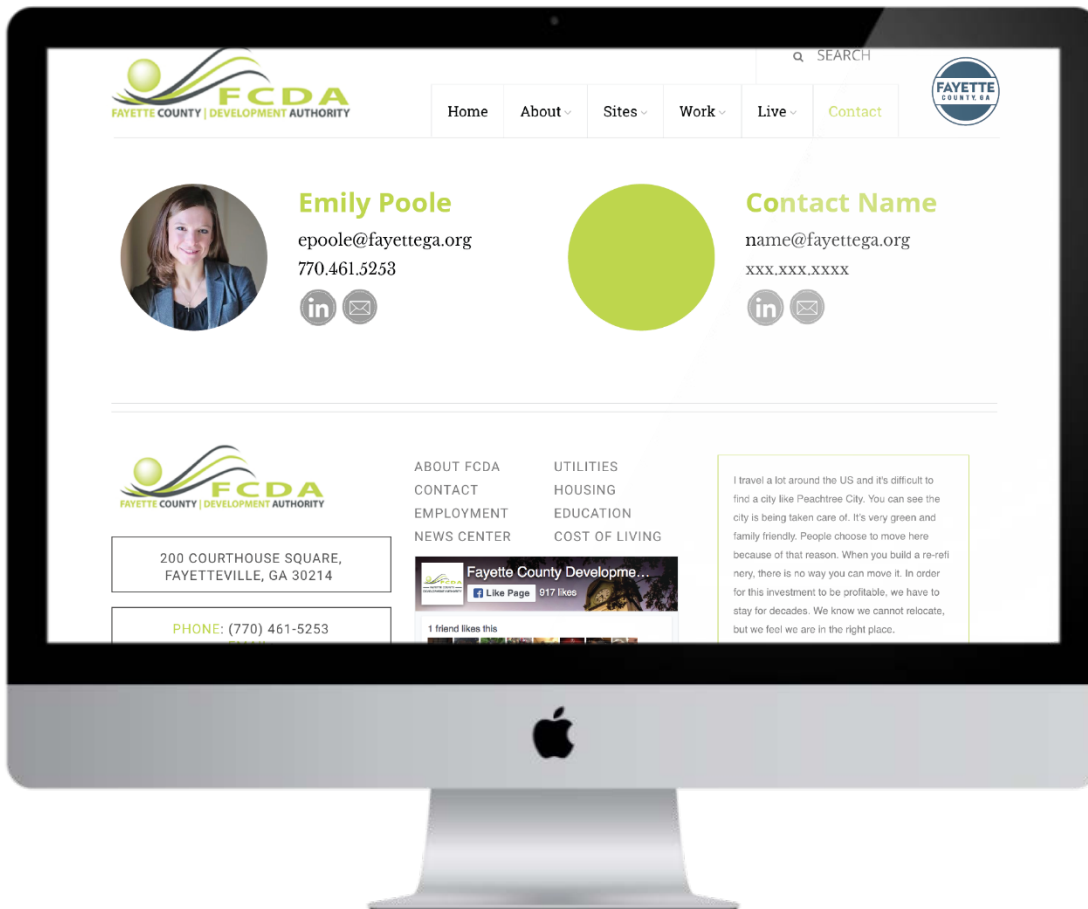 SEARCH
FCDA
FAYETTE COUNTY | DEVELOPMENT AUTHORITY
Home
About
Sites
Work
Live
Contact
FAYETTE
COUNTY, GA
Emily Poole
epoole@fayettega.org
770.461.5253
in
Contact Name
name@fayettega.org
xxx.xxx.xxxx
in
FCDA
FAYETTE COUNTY | DEVELOPMENT AUTHORITY
200 COURTHOUSE SQUARE,
FAYETTEVILLE, GA 30214
PHONE: (770) 461-5253
ABOUT FCDA
CONTACT
EMPLOYMENT
NEWS CENTER
UTILITIES
HOUSING
EDUCATION
COST OF LIVING
FCDA
Fayette County Developme...
f Like Page
917 likes
1 friend likes this
I travel a lot around the US and it's difficult to
find a city like Peachtree City. You can see the
city is being taken care of. It's very green and
family friendly. People choose to move here
because of that reason. When you build a re-refi
nery, there is no way you can move it. In order
for this investment to be profitable, we have to
stay for decades. We know we cannot relocate,
but we feel we are in the right place.